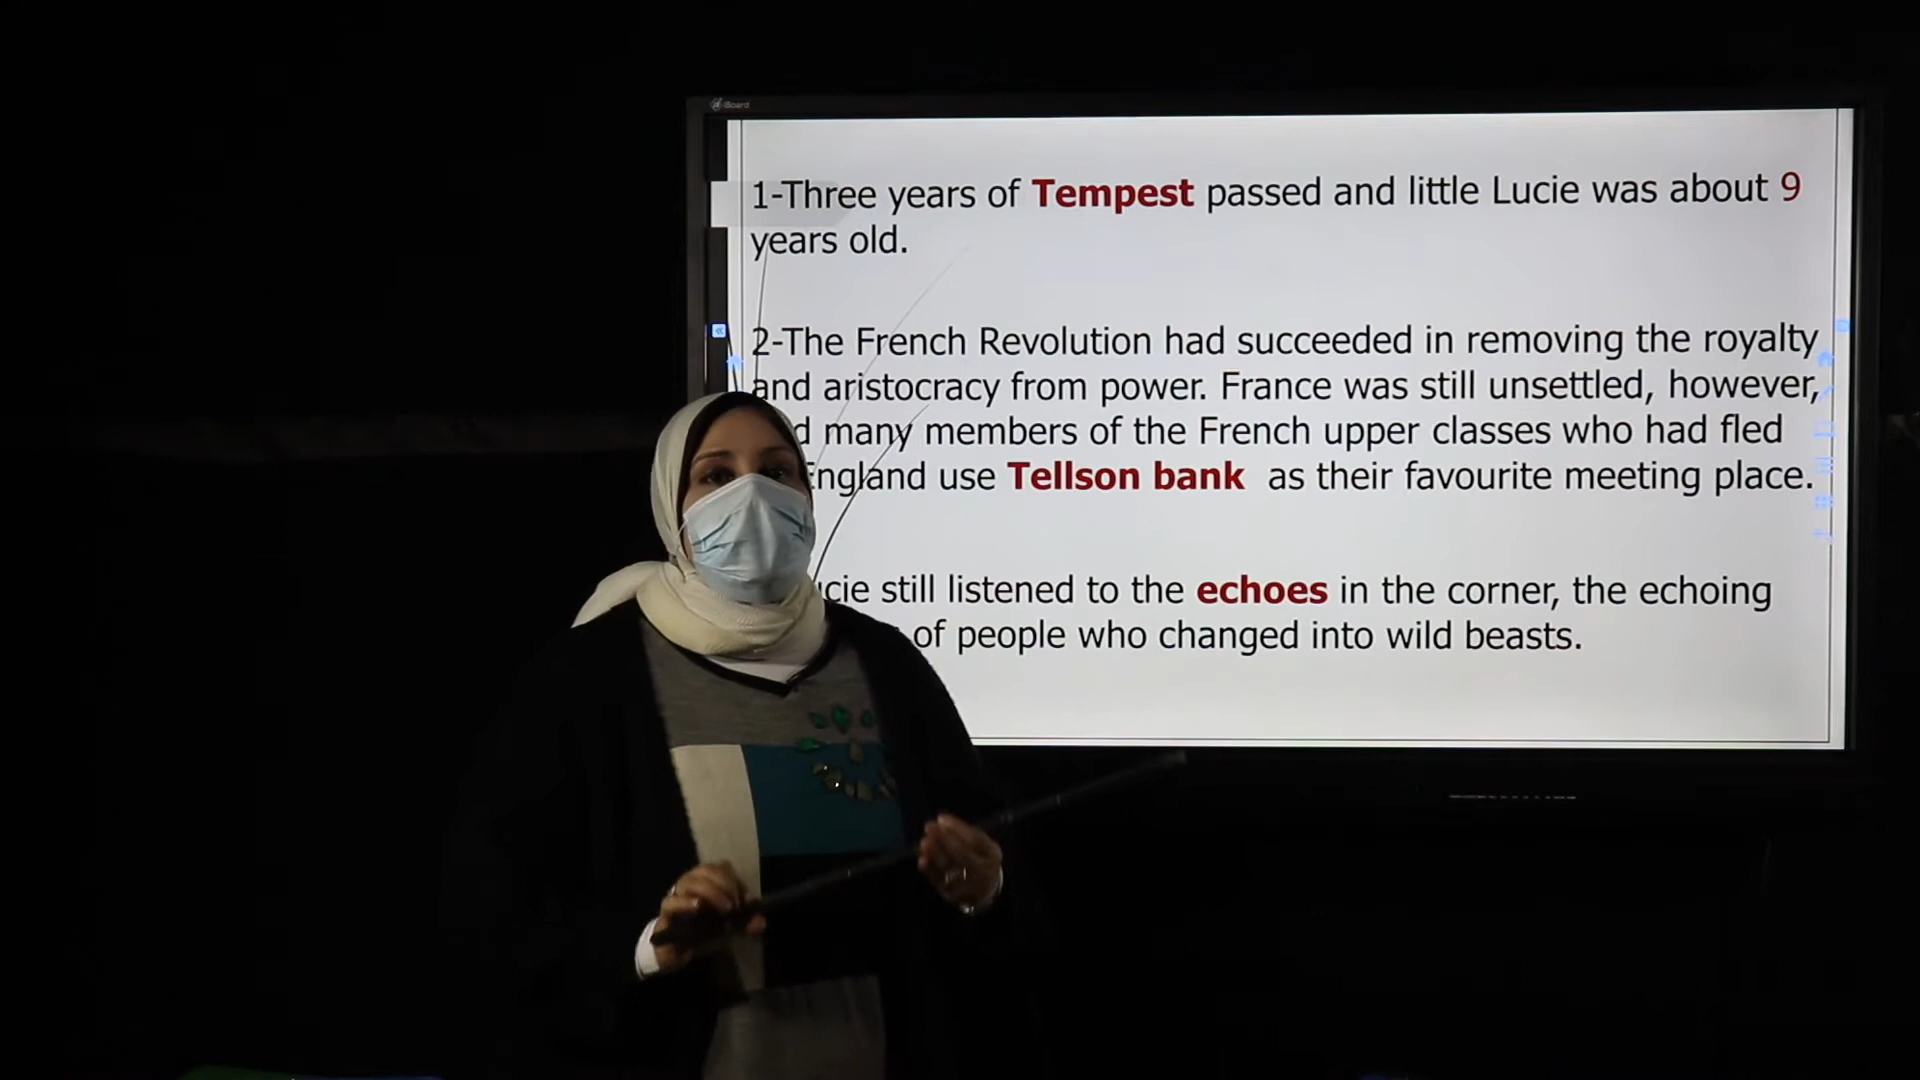 iBoard
1-Three years of Tempest passed and little Lucie was about 9
years old.
2-The French Revolution had succeeded in removing the royalty
and aristocracy from power. France was still unsettled, however,
many members of the French upper classes who had fled
England use Tellson bank as their favourite meeting place.
still listened to the echoes in the corner, the echoing
of people who changed into wild beasts.